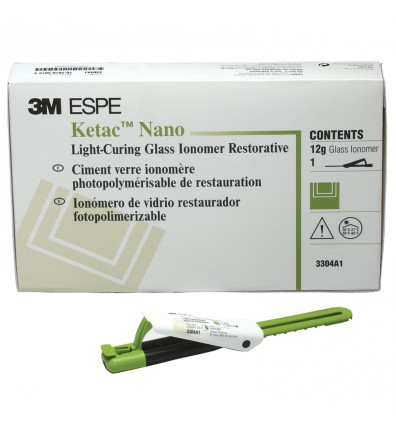 3M ESPE
Ketac™ Nano
Light-Curing Glass Ionomer Restorative
Ciment verre ionomère
photopolymérisable de restauration
Ionómero de vidrio restaurador
fotopolimerizable
CONTENTS
12g Glass Ionomer
1
3304A1
3304A1